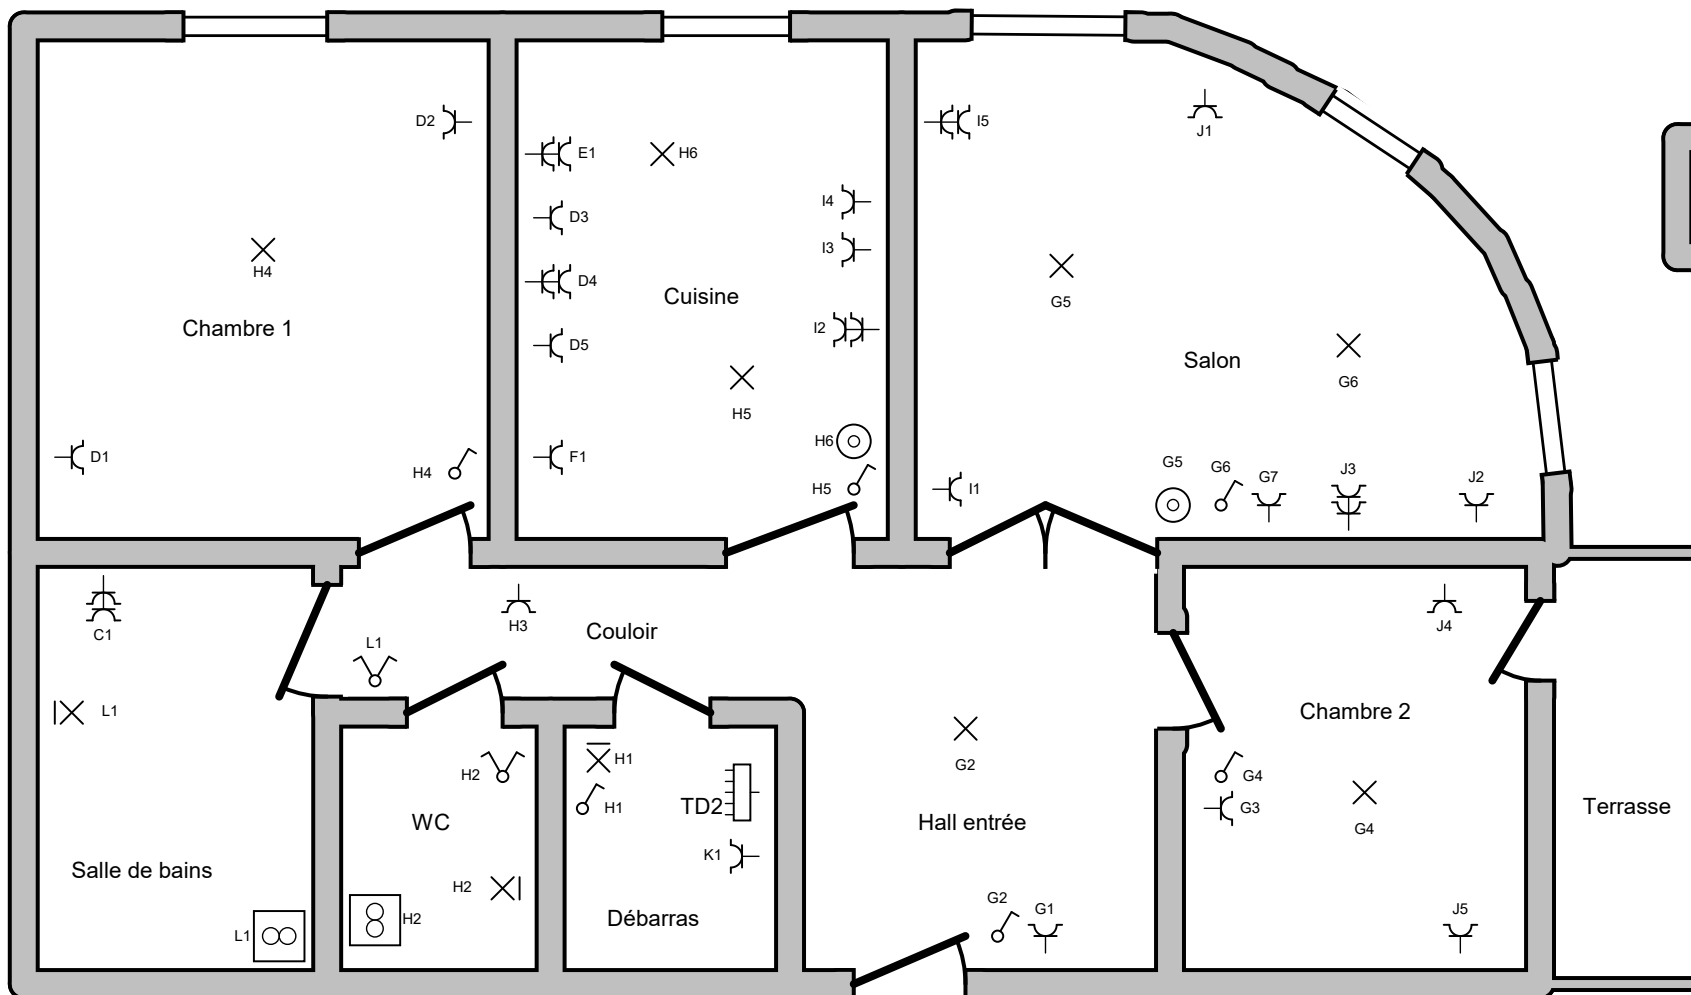 D2
E1
H6
I5
J1
I4
D3
I3
H4
D4
Cuisine
G5
Chambre 1
I2
D5
Salon
G6
H5
H6
D1
H4
F1
H5
I1
G5
G6
G7
J3
J2
C1
H3
Couloir
J4
L1
L1
G2
Chambre 2
H1
H2
H1
TD2
G4
G3
Terrasse
WC
Hall entrée
G4
K1
Salle de bains
H2
Débarras
H2
L1
G2
G1
J5